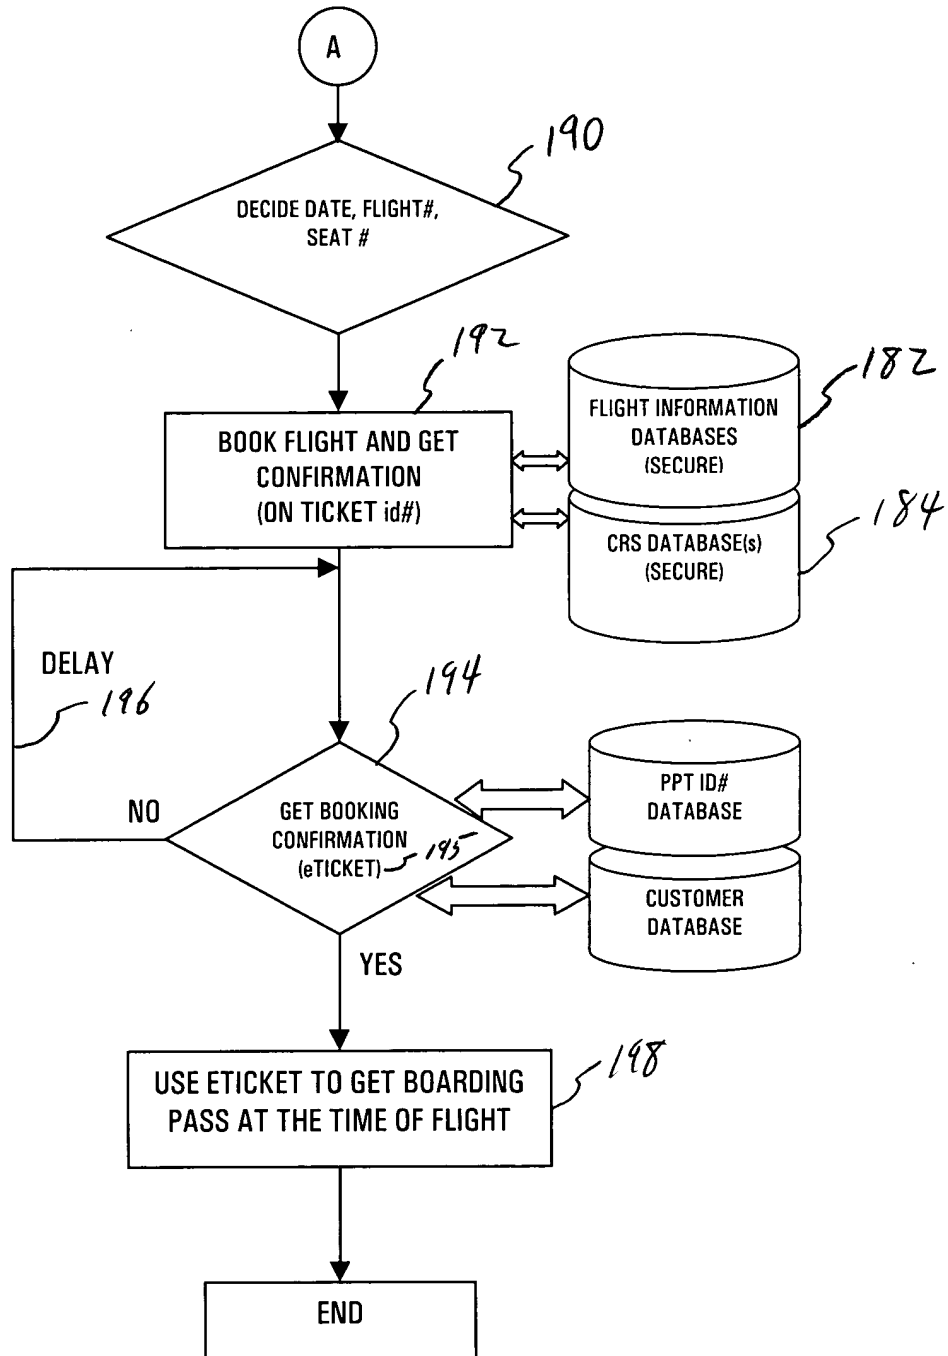 A
190
DECIDE DATE, FLIGHT#,
SEAT #
192
182
BOOK FLIGHT AND GET
CONFIRMATION
(ON TICKET id#)
FLIGHT INFORMATION
DATABASES
(SECURE)
184
CRS DATABASE(s)
(SECURE)
DELAY
196
194
NO
GET BOOKING
CONFIRMATION
(eTICKET) 195
PPT ID#
DATABASE
CUSTOMER
DATABASE
YES
198
USE ETICKET TO GET BOARDING
PASS AT THE TIME OF FLIGHT
END